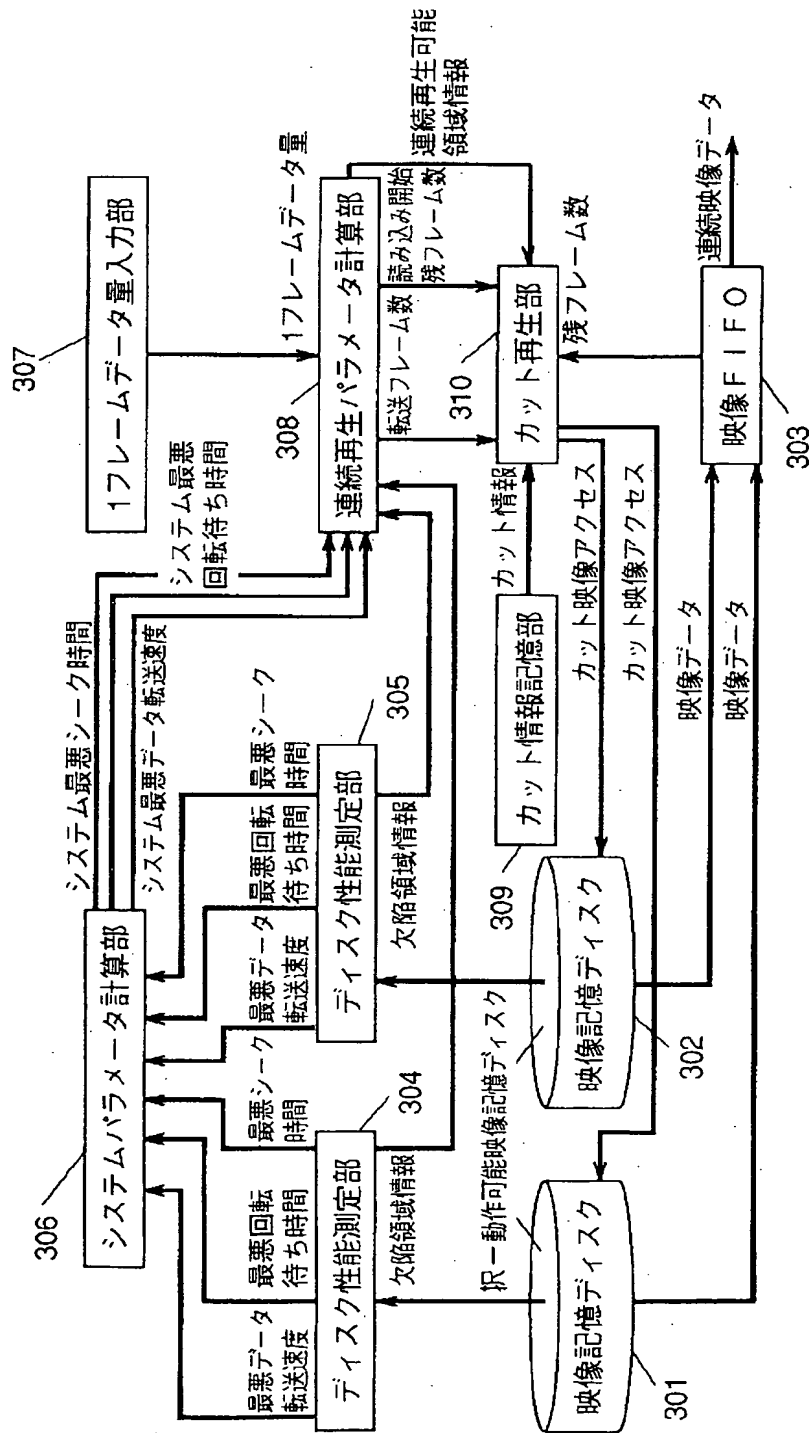 306
システムパラメータ計算部
システム最悪シーク時間
システム最悪
回転待ち時間
システム最悪データ転送速度
307
1フレームデータ量入力部
1フレームデータ量
最悪データ
転送速度
最悪回転
待ち時間
最悪シーク
時間
304
ディスク性能測定部
欠陥領域情報
最悪データ
転送速度
最悪回転
待ち時間
最悪シーク
時間
305
ディスク性能測定部
欠陥領域情報
308
連続再生パラメータ計算部
転送フレーム数
読み込み開始
残フレーム数
連続再生可能
領域情報
択一動作可能映像記憶ディスク
映像記憶ディスク
301
映像記憶ディスク
302
309
カット情報記憶部
カット情報
310
カット再生部
残フレーム数
カット映像アクセス
カット映像アクセス
映像データ
映像データ
映像FIFO
303
連続映像データ